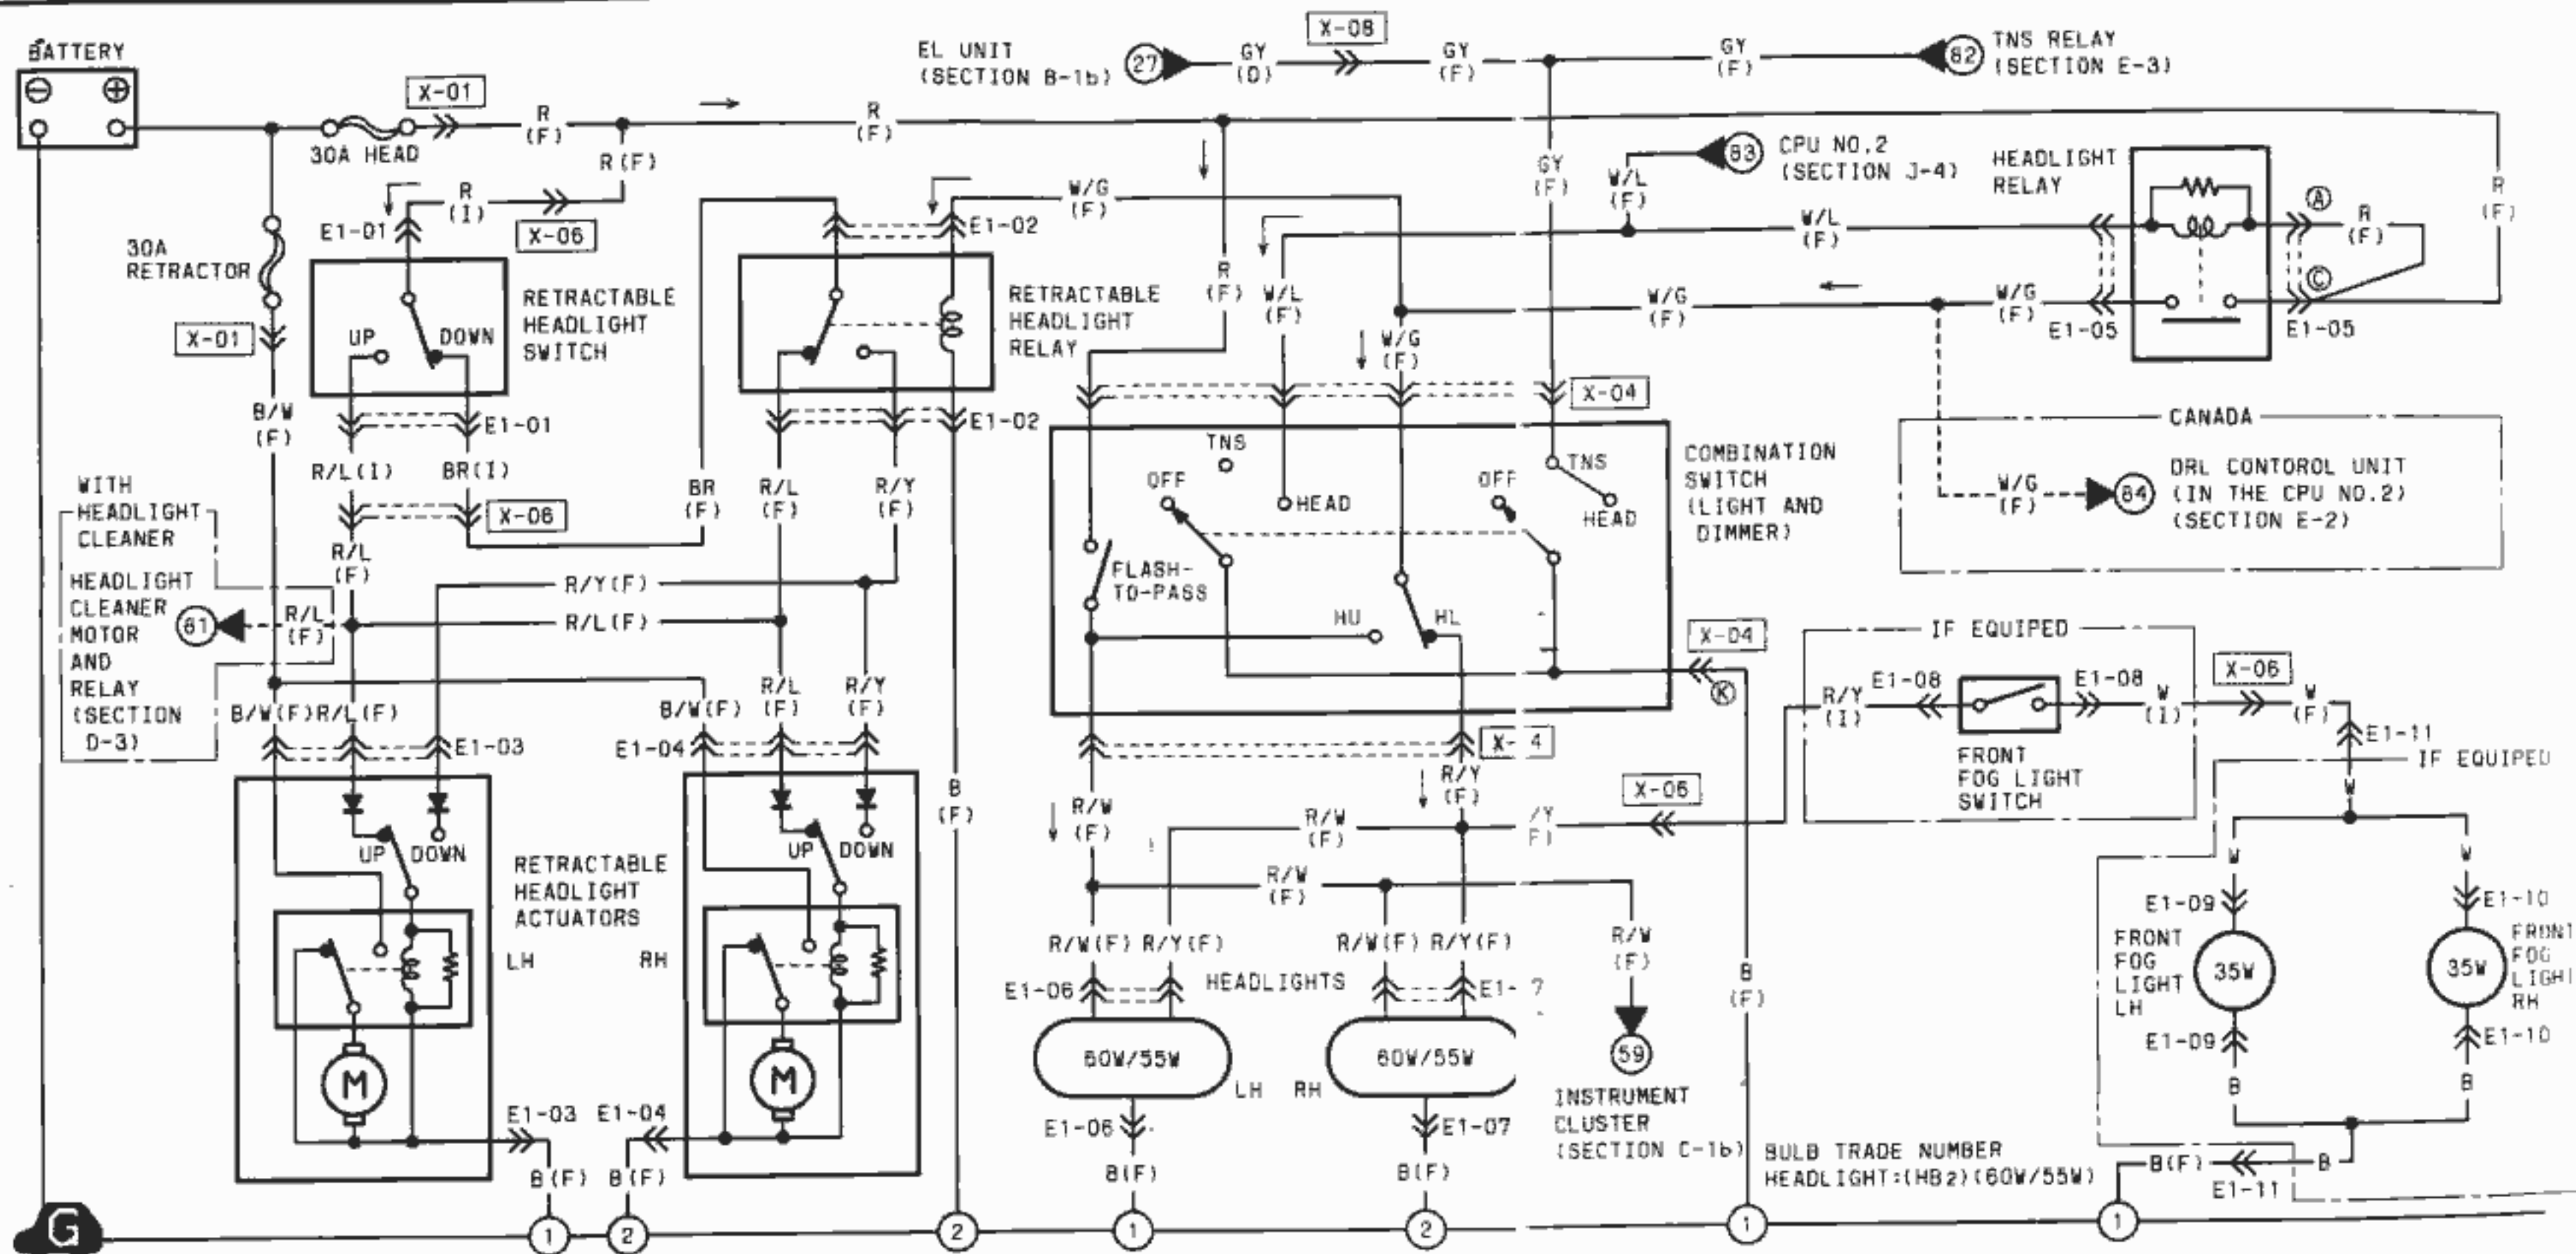 BATTERY
X-01
30A HEAD
R
(F)
R(F)
R
(F)
EL UNIT
(SECTION B-1b)
27
GY
(D)
X-08
GY
(F)
GY
(F)
82
TNS RELAY
(SECTION E-3)
83
CPU NO.2
(SECTION J-4)
HEADLIGHT
RELAY
GY
(F)
W/L
(F)
R
(F)
A
R
(F)
C
W/L
(F)
W/G
(F)
W/G
(F)
E1-05
E1-05
R
(I)
X-06
E1-01
30A
RETRACTOR
X-01
RETRACTABLE
HEADLIGHT
SWITCH
UP
DOWN
E1-02
W/G
(F)
RETRACTABLE
HEADLIGHT
RELAY
R
(F)
W/L
(F)
W/G
(F)
X-04
E1-01
E1-02
B/W
(F)
R/L(I)
BR(I)
X-06
BR
(F)
R/L
(F)
R/Y
(F)
WITH
HEADLIGHT
CLEANER
HEADLIGHT
CLEANER
MOTOR
AND
RELAY
(SECTION
D-3)
61
R/L
(F)
R/L
(F)
R/Y(F)
R/L(F)
TNS
OFF
HEAD
OFF
TNS
HEAD
FLASH-
TO-PASS
HU
HL
COMBINATION
SWITCH
(LIGHT AND
DIMMER)
X-04
K
CANADA
W/G
(F)
84
DRL CONTOROL UNIT
(IN THE CPU NO.2)
(SECTION E-2)
IF EQUIPED
R/Y
(I)
E1-08
E1-08
W
(I)
X-06
W
(F)
E1-11
FRONT
FOG LIGHT
SWITCH
IF EQUIPED
B/W(F)
R/L(F)
E1-03
B/W(F)
R/L
(F)
R/Y
(F)
E1-04
UP
DOWN
UP
DOWN
RETRACTABLE
HEADLIGHT
ACTUATORS
LH
RH
M
M
B
(F)
X- 4
R/Y
(F)
R/W
(F)
R/W
(F)
/Y
F)
X-06
R/W
(F)
R/W(F)
R/Y(F)
R/W(F)
R/Y(F)
R/W
(F)
E1-06
HEADLIGHTS
E1- 7
60W/55W
LH
RH
60W/55W
59
INSTRUMENT
CLUSTER
(SECTION C-1b)
B
(F)
W
W
W
E1-09
E1-10
FRONT
FOG
LIGHT
LH
35W
35W
FRONT
FOG
LIGHT
RH
E1-09
E1-10
B
B
E1-03
E1-04
B(F)
B(F)
E1-06
E1-07
B(F)
B(F)
BULB TRADE NUMBER
HEADLIGHT:(HB2)(60W/55W)
B(F)
B
E1-11
G
1
2
2
1
2
1
1